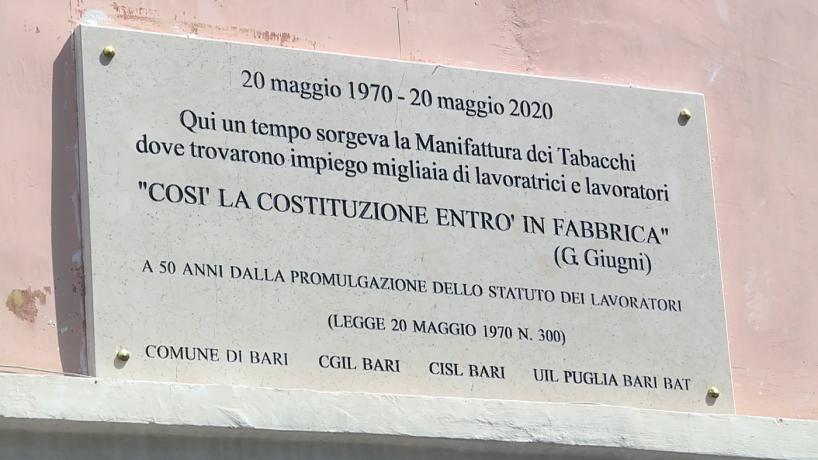 20 maggio 1970 - 20 maggio 2020
Qui un tempo sorgeva la Manifattura dei Tabacchi
dove trovarono impiego migliaia di lavoratrici e lavoratori
"COSI' LA COSTITUZIONE ENTRO' IN FABBRICA"
(G. Giugni)
A 50 ANNI DALLA PROMULGAZIONE DELLO STATUTO DEI LAVORATORI
(LEGGE 20 MAGGIO 1970 N. 300)
COMUNE DI BARI CGIL BARI CISL BARI UIL PUGLIA BARI BAT